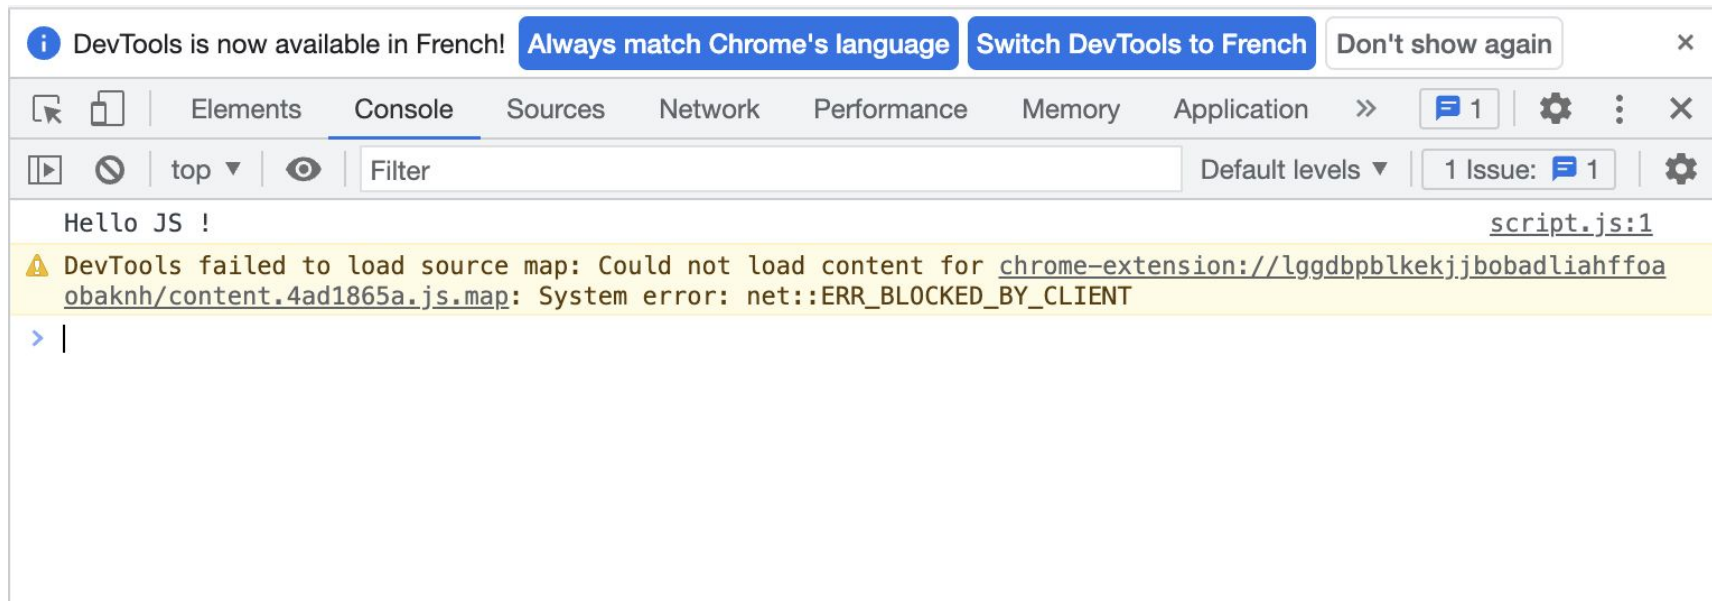 DevTools is now available in French! Always match Chrome's language Switch DevTools to French Don't show again
Elements Console Sources Network Performance Memory Application 1
top Filter Default levels 1 Issue: 1
Hello JS ! script.js:1
DevTools failed to load source map: Could not load content for chrome-extension://lggdbpblkekjjbobadliahffoa
obaknh/content.4ad1865a.js.map: System error: net::ERR_BLOCKED_BY_CLIENT